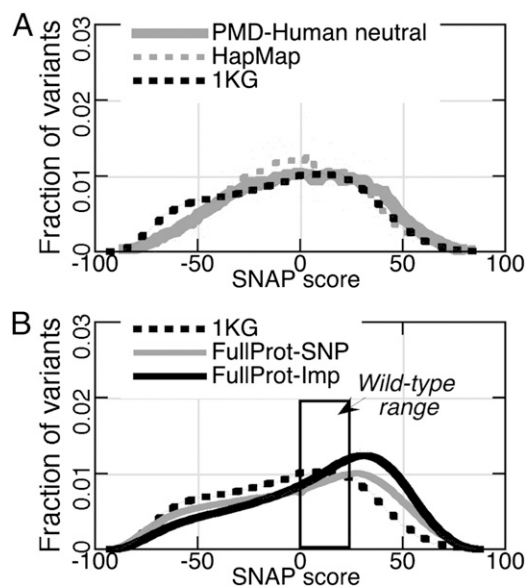 A
PMD-Human neutral
HapMap
1KG
Fraction of variants
0.03
0.02
0.01
-0
-100 -50 0 50 100
SNAP score
B
1KG
FullProt-SNP
FullProt-Imp
Wild-type
range
Fraction of variants
0.03
0.02
0.01
-0
-100 -50 0 50 100
SNAP score